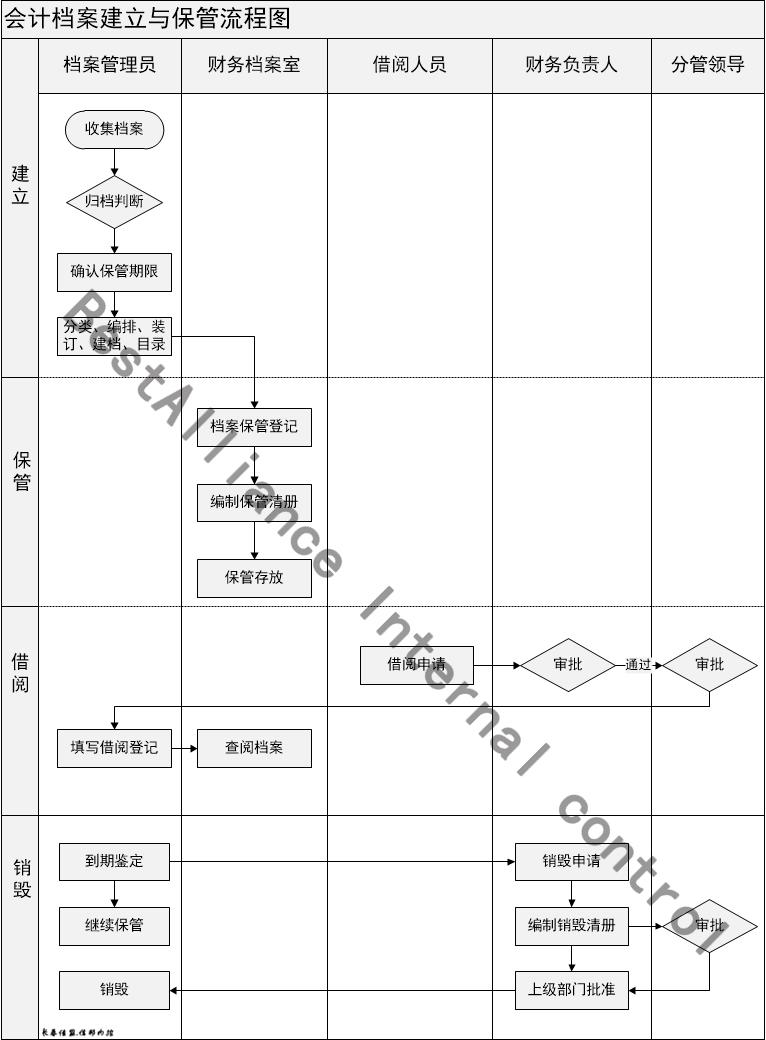 会计档案建立与保管流程图
档案管理员
财务档案室
借阅人员
财务负责人
分管领导
建立
收集档案
归档判断
确认保管期限
分类、编排、装
订、建档、目录
保管
档案保管登记
编制保管清册
保管存放
借阅
借阅申请
审批
通过
审批
填写借阅登记
查阅档案
销毁
到期鉴定
销毁申请
继续保管
编制销毁清册
审批
销毁
上级部门批准
BestAlliance Internal control